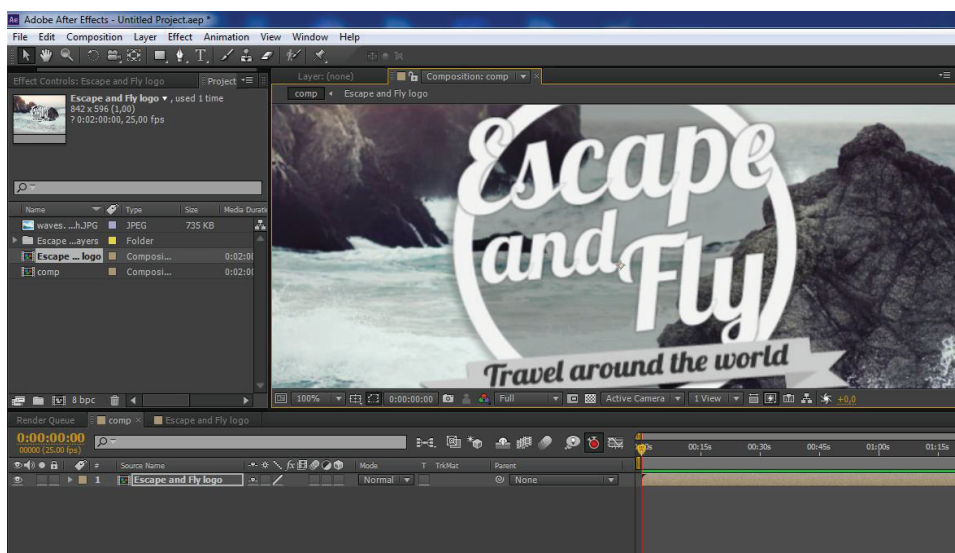 Adobe After Effects - Untitled Project.aep *
File Edit Composition Layer Effect Animation View Window Help
Effect Controls: Escape and Fly logo Project
Layer: (none) Composition: comp
comp Escape and Fly logo
Escape and Fly logo , used 1 time
842 x 596 (1,00)
? 0:02:00:00, 25,00 fps
Name Type Size Media Durati
waves. ...h.JPG JPEG 735 KB
Escape ...ayers Folder
Escape ... logo Composi... 0:02:00
comp Composi... 0:02:00
Escape
and
Fly
Travel around the world
8 bpc
100% 0:00:00:00 Full Active Camera 1 View +0,0
Render Queue comp Escape and Fly logo
0:00:00:00
00000 (25.00 fps)
00:15s 00:30s 00:45s 01:00s 01:15s
# Source Name Mode T TrkMat Parent
1 Escape and Fly logo Normal None